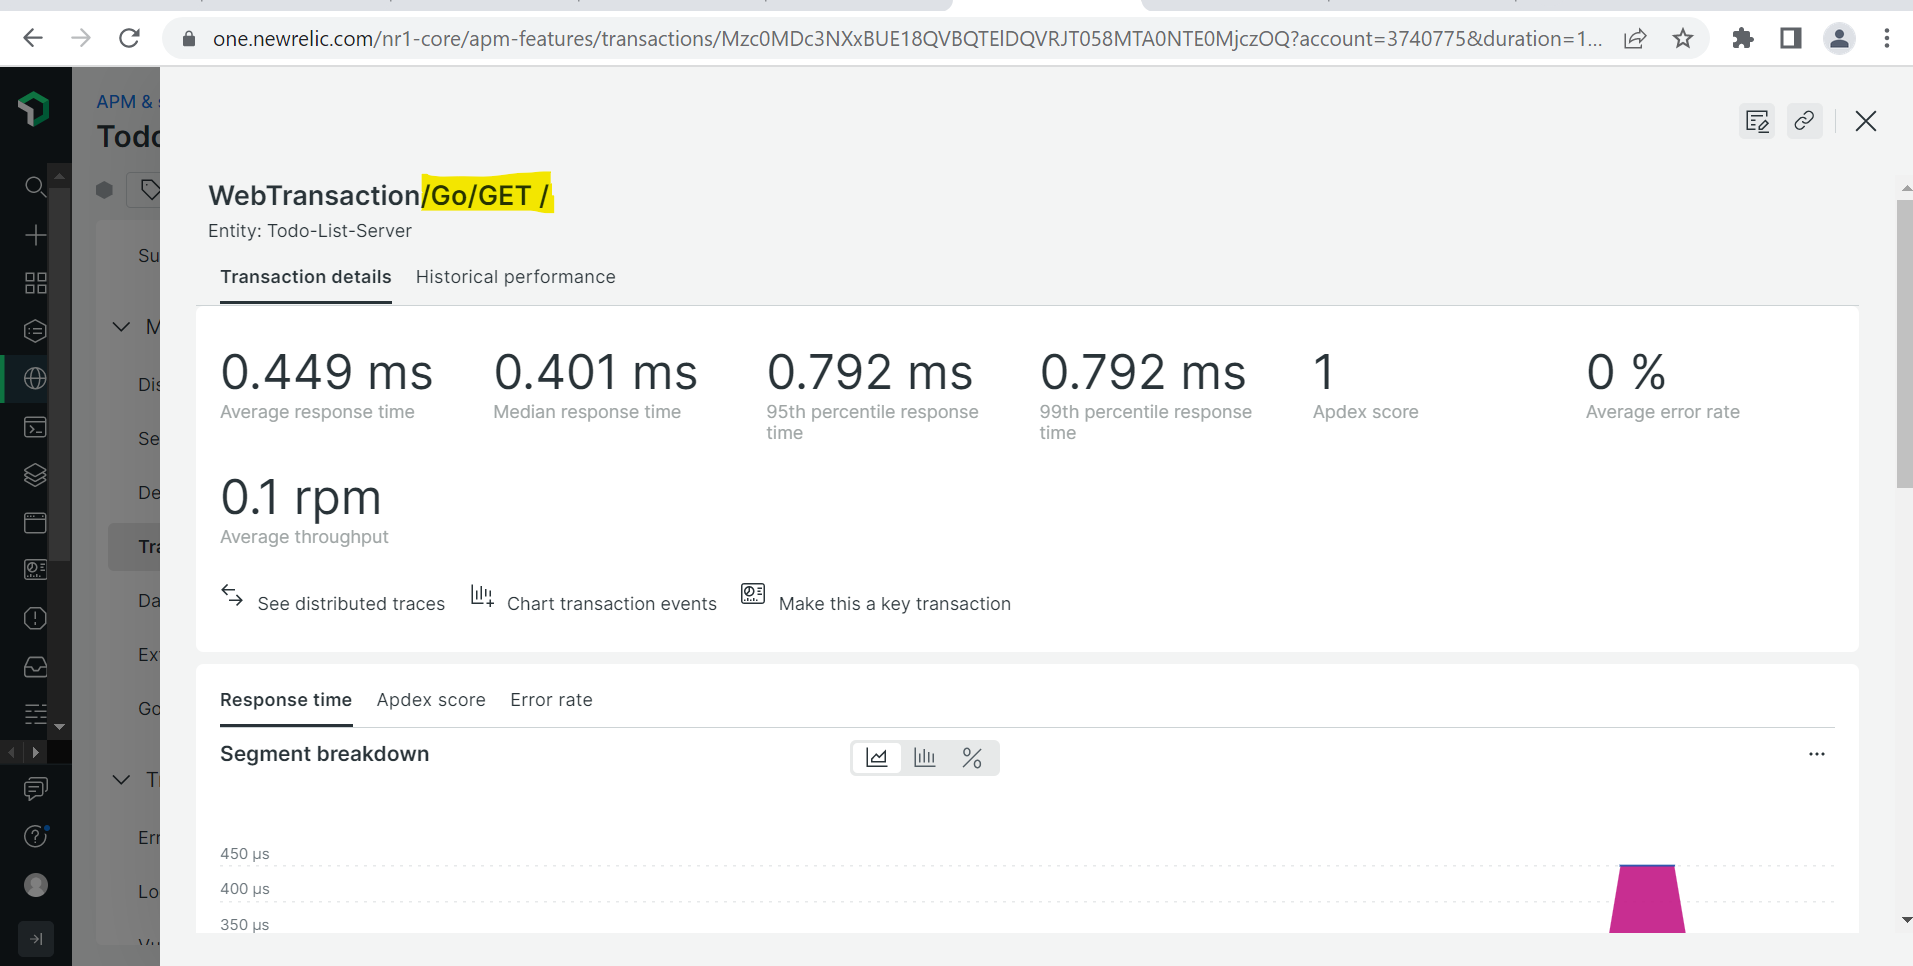 one.newrelic.com/nr1-core/apm-features/transactions/Mzc0MDc3NXxBUE18QVBQTElDQVRJT058MTA0NTE0MjczOQ?account=3740775&duration=1...
APM & s
Todo
WebTransaction/Go/GET /
Entity: Todo-List-Server
Transaction details Historical performance
Su
M
Dis
Se
De
Tra
Da
Ex
Go
T
Err
Lo
0.449 ms
Average response time
0.401 ms
Median response time
0.792 ms
95th percentile response
time
0.792 ms
99th percentile response
time
1
Apdex score
0 %
Average error rate
0.1 rpm
Average throughput
See distributed traces Chart transaction events Make this a key transaction
Response time Apdex score Error rate
Segment breakdown
%
450 µs
400 µs
350 µs